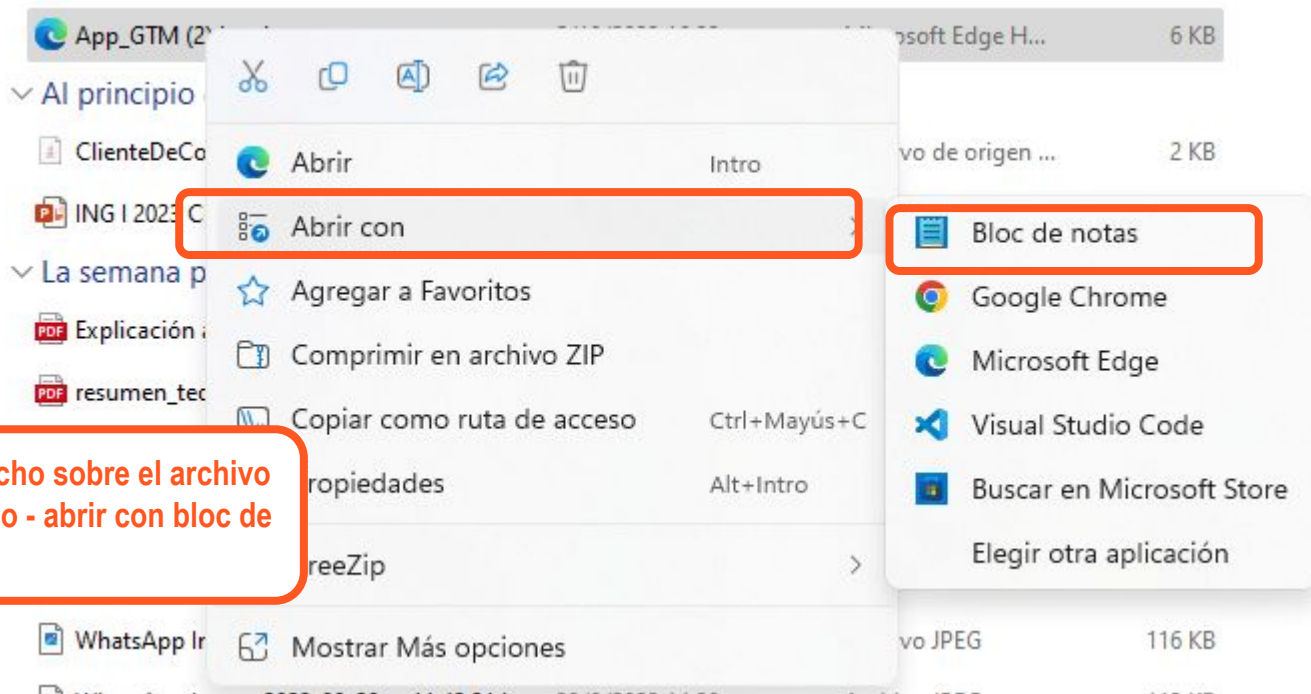 App_GTM (2)
osoft Edge H...
6 KB
Al principio
ClienteDeCo
vo de origen ...
2 KB
ING I 2023 C
La semana p
Explicación a
resumen_tec
Abrir
Intro
Abrir con
Agregar a Favoritos
Comprimir en archivo ZIP
Copiar como ruta de acceso
Ctrl+Mayús+C
ropiedades
Alt+Intro
reeZip
Mostrar Más opciones
Bloc de notas
Google Chrome
Microsoft Edge
Visual Studio Code
Buscar en Microsoft Store
Elegir otra aplicación
cho sobre el archivo
o - abrir con bloc de
WhatsApp Ir
vo JPEG
116 KB